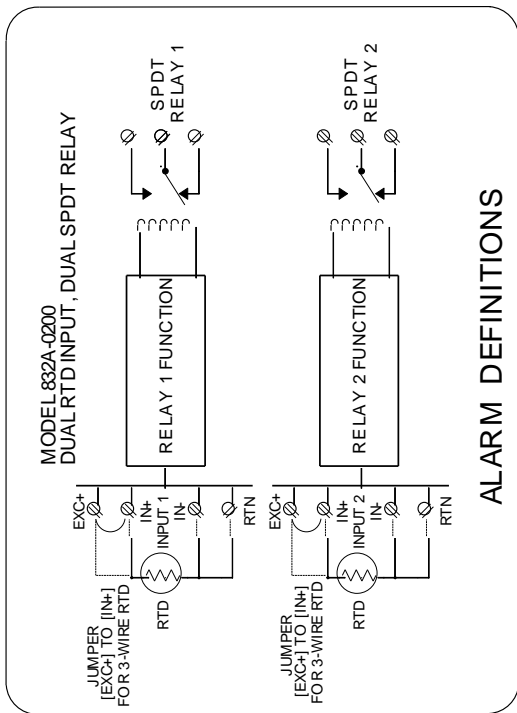 MODEL 832A-0200
DUAL RTD INPUT, DUAL SPDT RELAY
JUMPER
[EXC+] TO [IN+]
FOR 3-WIRE RTD
EXC+
IN+
INPUT 1
IN-
RTN
RTD
RELAY 1 FUNCTION
SPDT
RELAY 1
JUMPER
[EXC+] TO [IN+]
FOR 3-WIRE RTD
EXC+
IN+
INPUT 2
IN-
RTN
RTD
RELAY 2 FUNCTION
SPDT
RELAY 2
ALARM DEFINITIONS